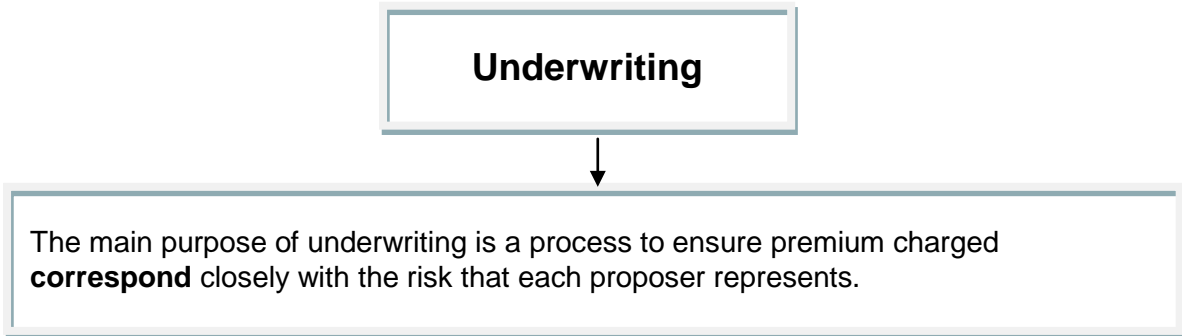 Underwriting
The main purpose of underwriting is a process to ensure premium charged
correspond closely with the risk that each proposer represents.